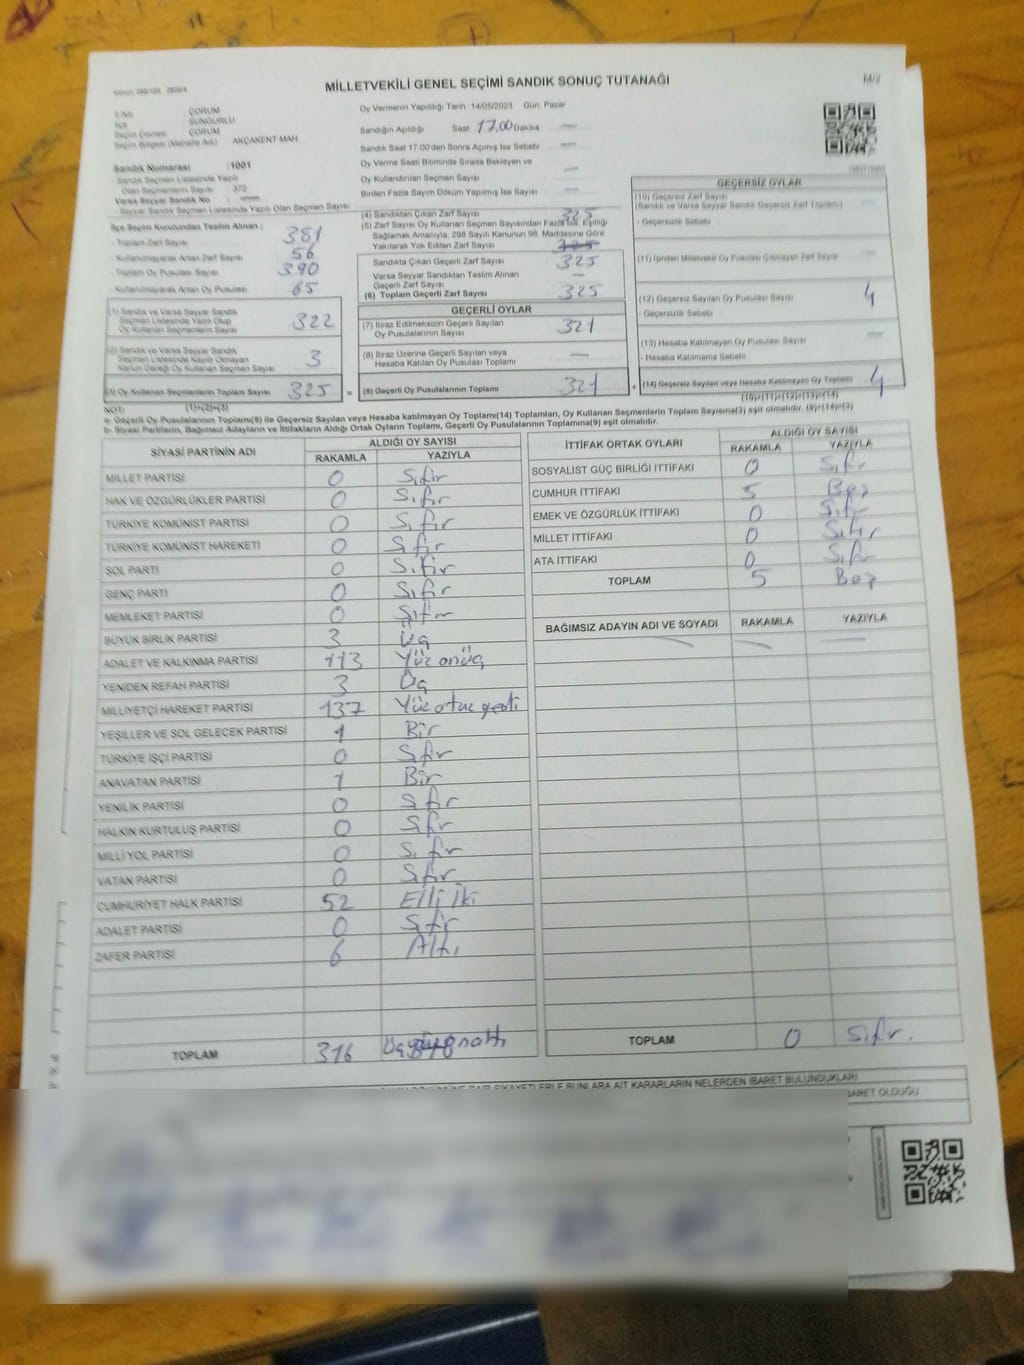 MİLLETVEKİLİ GENEL SEÇİMİ SANDIK SONUÇ TUTANAĞI
M/2
İl Adı ÇORUM
İlçe SUNGURLU
Seçim Çevresi ÇORUM
Seçim Bölgesi (Mahalle Adı) AKÇAKENT MAH
Sandık Numarası :1001
- Sandık Seçmen Listesinde Yazılı
Olan Seçmenlerin Sayısı 372
Varsa Seyyar Sandık No
- Seyyar Sandık Seçmen Listesinde Yazılı Olan Seçmen Sayısı
İlçe Seçim Kurulundan Teslim Alınan :
- Toplam Zarf Sayısı 381
- Kullanılmayarak Artan Zarf Sayısı 56
- Toplam Oy Pusulası Sayısı 390
- Kullanılmayarak Artan Oy Pusulası 65
(1) Sandık ve Varsa Seyyar Sandık
Seçmen Listesinde Yazılı Olup
Oy Kullanan Seçmenlerin Sayısı 322
(2) Sandık ve Varsa Seyyar Sandık
Seçmen Listesinde Kayıtlı Olmayan
Kanun Gereği Oy Kullanan Seçmen Sayısı 3
(3) Oy Kullanan Seçmenlerin Toplam Sayısı 325 =
Oy Vermenin Yapıldığı Tarih 14/05/2023 Gün: Pazar
Sandığın Açıldığı Saat: 17.00 Dakika —
Sandık Saat 17:00'den Sonra Açılmış İse Sebebi —
Oy Verme Saati Bitiminde Sırada Bekleyen ve
Oy Kullandırılan Seçmen Sayısı —
Birden Fazla Sayım Döküm Yapılmış İse Sayısı —
(4) Sandıktan Çıkan Zarf Sayısı 325
(5) Zarf Sayısı Oy Kullanan Seçmen Sayısından Fazla İse, Eşitliği
Sağlamak Amacıyla, 298 Sayılı Kanunun 98. Maddesine Göre
Yakılarak Yok Edilen Zarf Sayısı
Sandıkta Çıkan Geçerli Zarf Sayısı 325
Varsa Seyyar Sandıktan Teslim Alınan
Geçerli Zarf Sayısı —
(6) Toplam Geçerli Zarf Sayısı 325
GEÇERLİ OYLAR
(7) İtiraz Edilmeksizin Geçerli Sayılan
Oy Pusulalarının Sayısı 321
(8) İtiraz Üzerine Geçerli Sayılan veya
Hesaba Katılan Oy Pusulası Toplamı —
(9) Geçerli Oy Pusulalarının Toplamı 321 +
GEÇERSİZ OYLAR
(10) Geçersiz Zarf Sayısı
(Sandık ve Varsa Seyyar Sandık Geçersiz Zarf Toplamı)
- Geçersizlik Sebebi
(11) İçinden Milletvekili Oy Pusulası Çıkmayan Zarf Sayısı
(12) Geçersiz Sayılan Oy Pusulası Sayısı 4
- Geçersizlik Sebebi
(13) Hesaba Katılmayan Oy Pusulası Sayısı
- Hesaba Katılmama Sebebi
(14) Geçersiz Sayılan veya Hesaba Katılmayan Oy Toplamı 4
(10)+(11)+(12)+(13)=(14)
NOT: (1)+(2)=(3)
a- Geçerli Oy Pusulalarının Toplamı(9) ile Geçersiz Sayılan veya Hesaba katılmayan Oy Toplamı(14) Toplamları, Oy Kullanan Seçmenlerin Toplam Sayısına(3) eşit olmalıdır. (9)+(14)=(3)
b- Siyasi Partilerin, Bağımsız Adayların ve İttifakların Aldığı Ortak Oyların Toplamı, Geçerli Oy Pusulalarının Toplamına(9) eşit olmalıdır.
SİYASİ PARTİNİN ADI ALDIĞI OY SAYISI
RAKAMLA YAZIYLA
MİLLET PARTİSİ 0 Sıfır
HAK VE ÖZGÜRLÜKLER PARTİSİ 0 Sıfır
TÜRKİYE KOMÜNİST PARTİSİ 0 Sıfır
TÜRKİYE KOMÜNİST HAREKETİ 0 Sıfır
SOL PARTİ 0 Sıfır
GENÇ PARTİ 0 Sıfır
MEMLEKET PARTİSİ 0 Sıfır
BÜYÜK BİRLİK PARTİSİ 3 Üç
ADALET VE KALKINMA PARTİSİ 113 Yüz onüç
YENİDEN REFAH PARTİSİ 3 Üç
MİLLİYETÇİ HAREKET PARTİSİ 137 Yüz otuz yedi
YEŞİLLER VE SOL GELECEK PARTİSİ 1 Bir
TÜRKİYE İŞÇİ PARTİSİ 0 Sıfır
ANAVATAN PARTİSİ 1 Bir
YENİLİK PARTİSİ 0 Sıfır
HALKIN KURTULUŞ PARTİSİ 0 Sıfır
MİLLİ YOL PARTİSİ 0 Sıfır
VATAN PARTİSİ 0 Sıfır
CUMHURİYET HALK PARTİSİ 52 Elli iki
ADALET PARTİSİ 0 Sıfır
ZAFER PARTİSİ 6 Altı
TOPLAM 316
İTTİFAK ORTAK OYLARI ALDIĞI OY SAYISI
RAKAMLA YAZIYLA
SOSYALİST GÜÇ BİRLİĞİ İTTİFAKI 0 Sıfır
CUMHUR İTTİFAKI 5 Beş
EMEK VE ÖZGÜRLÜK İTTİFAKI 0 Sıfır
MİLLET İTTİFAKI 0 Sıfır
ATA İTTİFAKI 0 Sıfır
TOPLAM 5 Beş
BAĞIMSIZ ADAYIN ADI VE SOYADI RAKAMLA YAZIYLA
TOPLAM 0 Sıfır.
ŞİKAYETLERLE BUNLARA AİT KARARLARIN NELERDEN İBARET BULUNDUKLARI
İBARET OLDUĞU